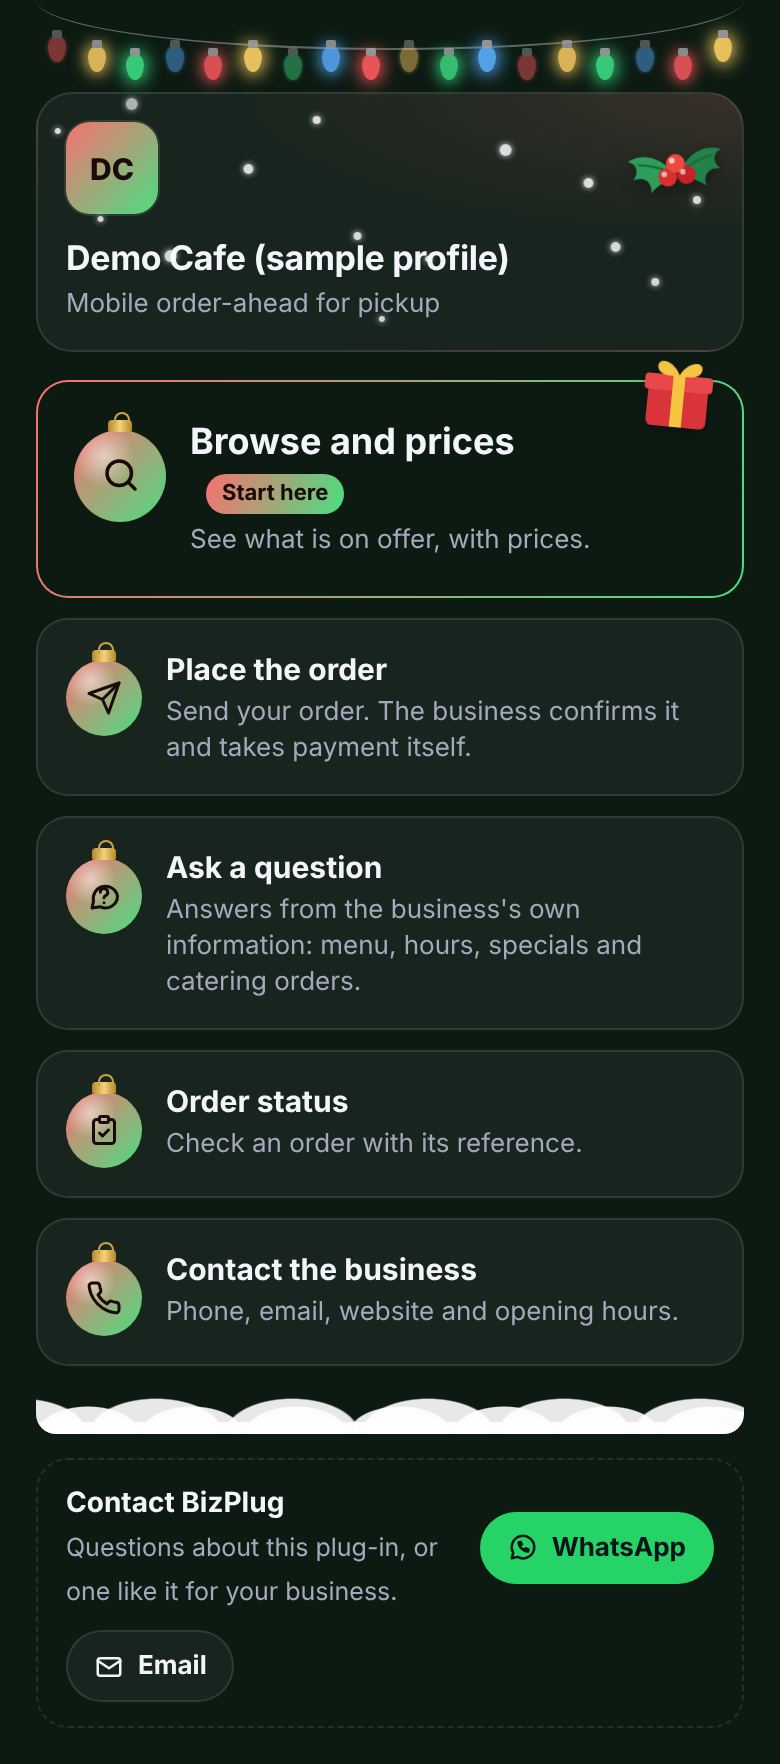 DC
Demo Cafe (sample profile)
Mobile order-ahead for pickup
Browse and prices
Start here
See what is on offer, with prices.
Place the order
Send your order. The business confirms it
and takes payment itself.
Ask a question
Answers from the business's own
information: menu, hours, specials and
catering orders.
Order status
Check an order with its reference.
Contact the business
Phone, email, website and opening hours.
Contact BizPlug
Questions about this plug-in, or
one like it for your business.
WhatsApp
Email